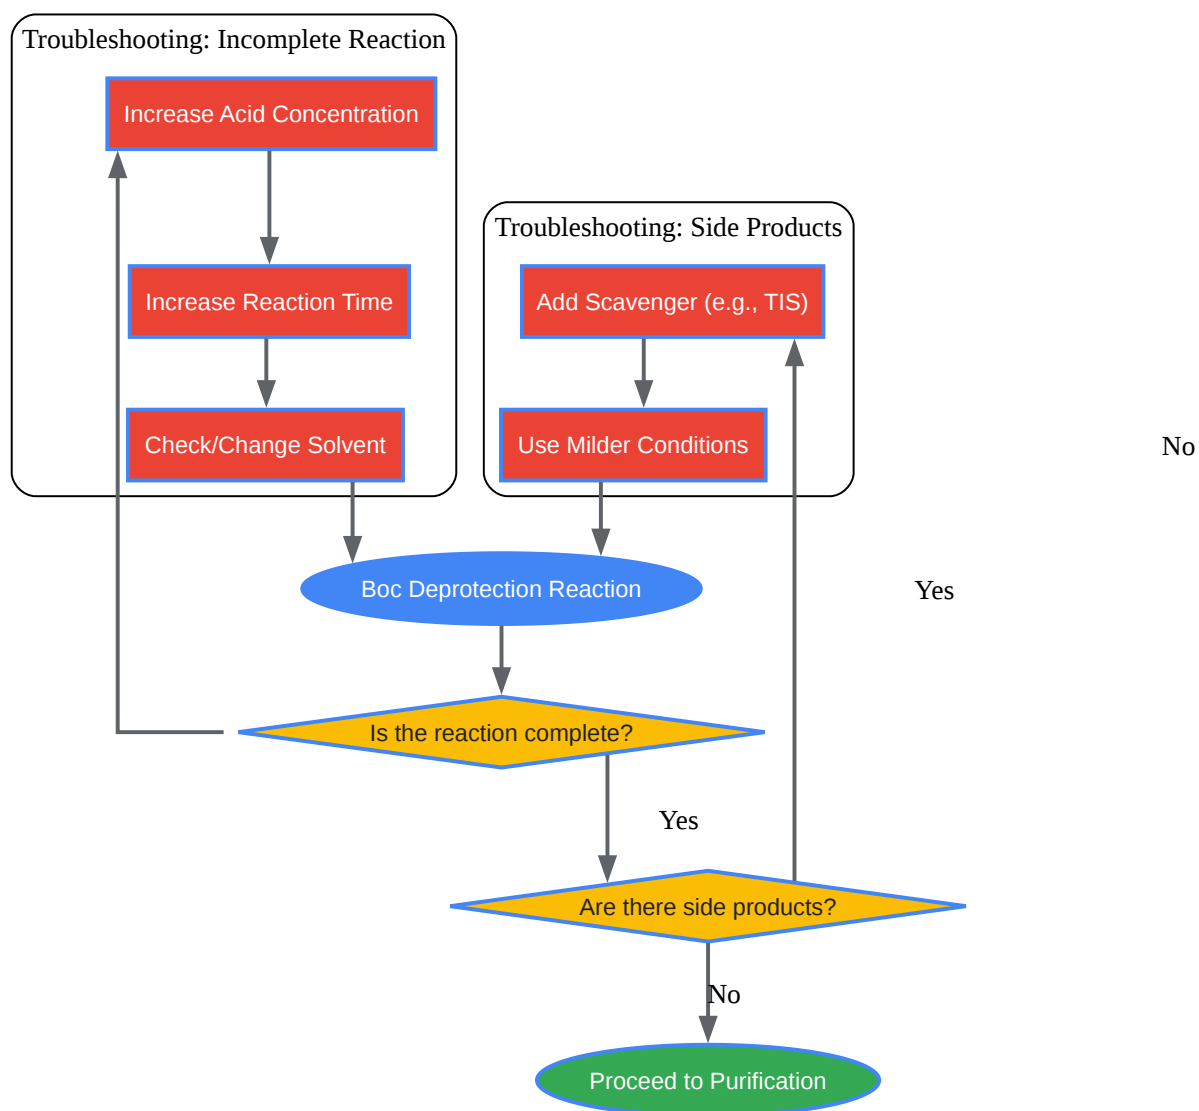 Troubleshooting: Incomplete Reaction
Increase Acid Concentration
Troubleshooting: Side Products
Increase Reaction Time
Add Scavenger (e.g., TIS)
Check/Change Solvent
Use Milder Conditions
No
Boc Deprotection Reaction
Yes
Is the reaction complete?
Yes
Are there side products?
No
Proceed to Purification